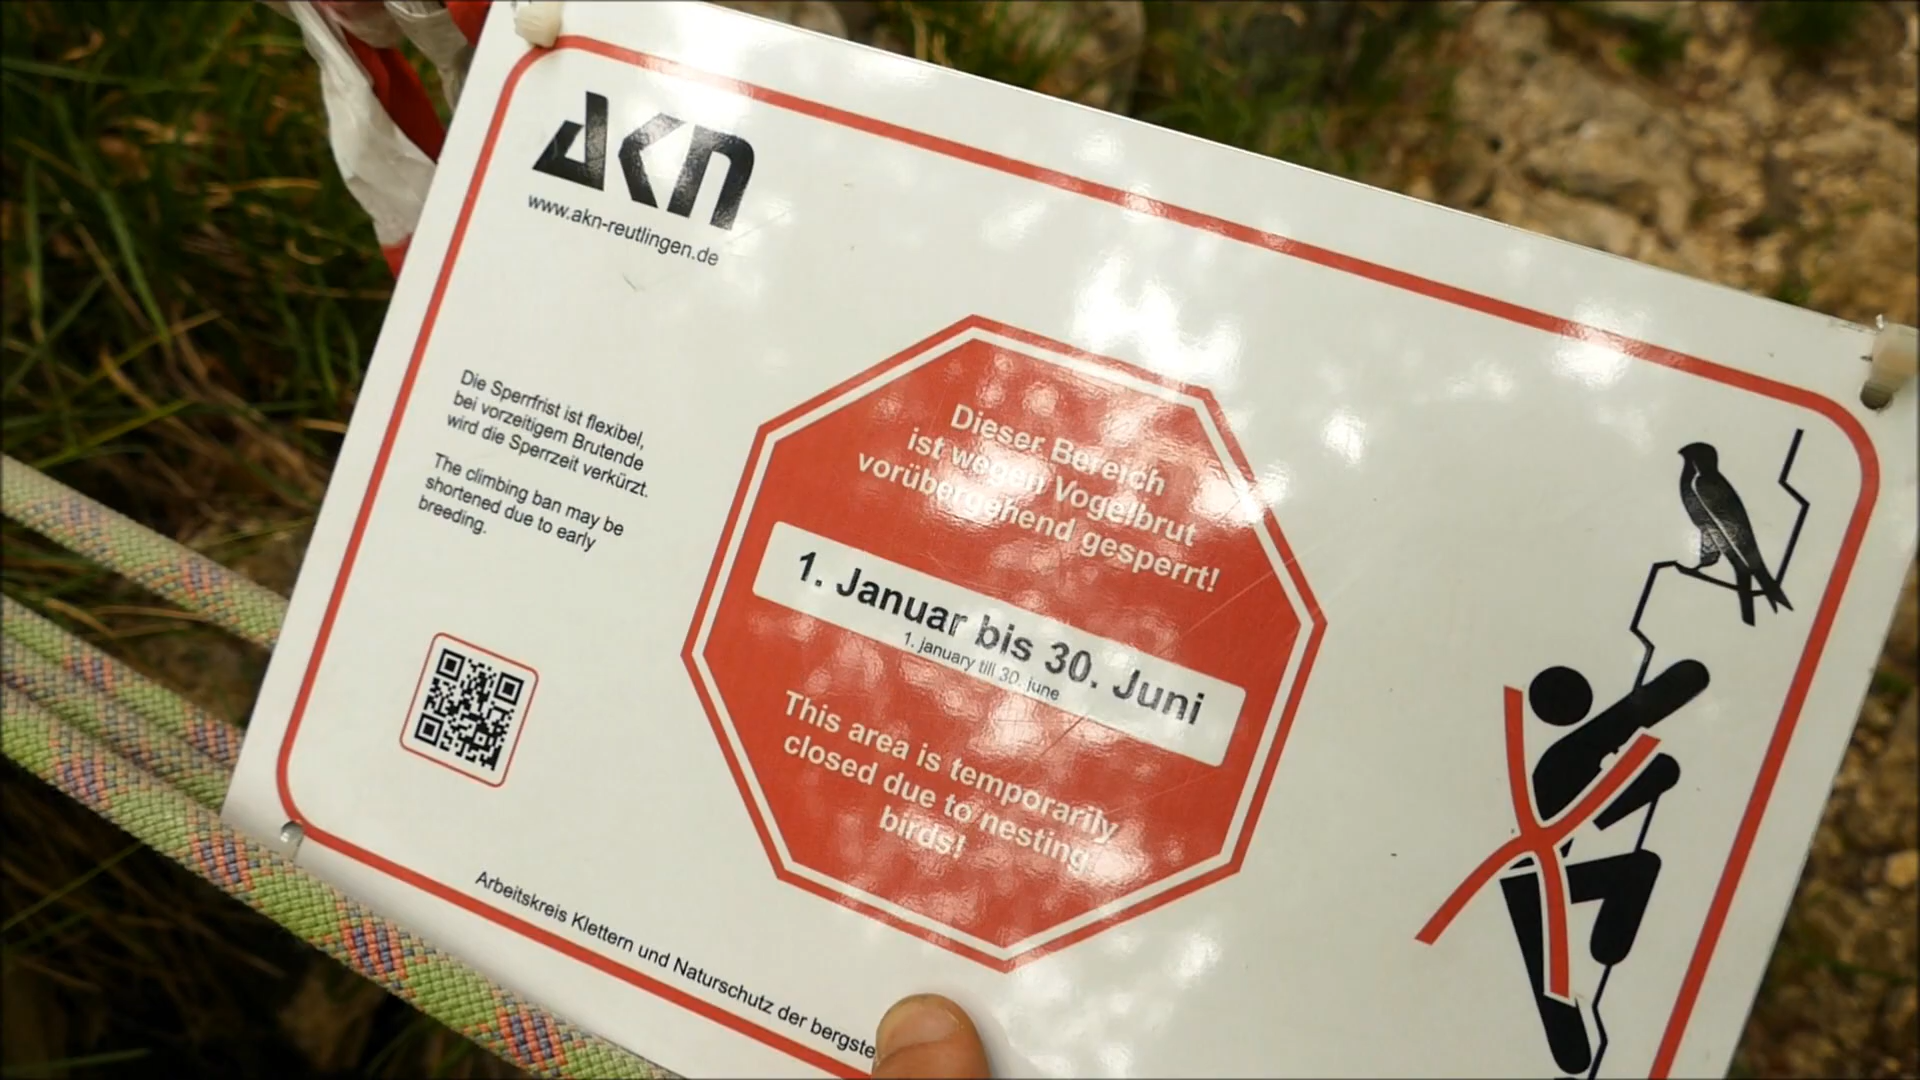 AKN
www.akn-reutlingen.de
Die Sperrfrist ist flexibel,
bei vorzeitigem Brutende
wird die Sperrzeit verkürzt.
The climbing ban may be
shortened due to early
breeding.
Dieser Bereich
ist wegen Vogelbrut
vorübergehend gesperrt!
1. Januar bis 30. Juni
1. january till 30. june
This area is temporarily
closed due to nesting
birds!
Arbeitskreis Klettern und Naturschutz der